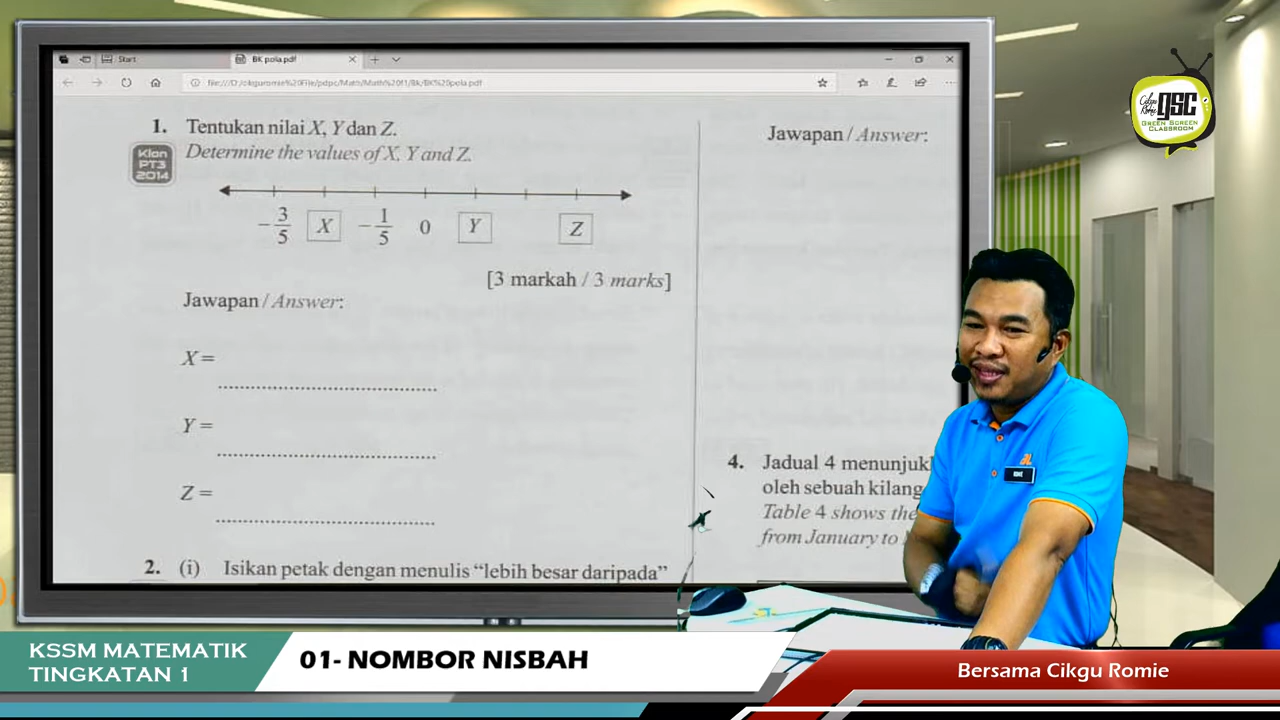 Start
BK pola.pdf
1. Tentukan nilai X, Y dan Z.
Determine the values of X, Y and Z.
Klon
PT3
2014
-3/5 X -1/5 0 Y Z
[3 markah / 3 marks]
Jawapan / Answer:
X =
Y =
Z =
2. (i) Isikan petak dengan menulis “lebih besar daripada”
Jawapan / Answer:
4. Jadual 4 menunjuk
oleh sebuah kilang
Table 4 shows the
from January to
Cikgu Romie GSC
GREEN SCREEN
CLASSROOM
KSSM MATEMATIK
TINGKATAN 1
01- NOMBOR NISBAH
Bersama Cikgu Romie